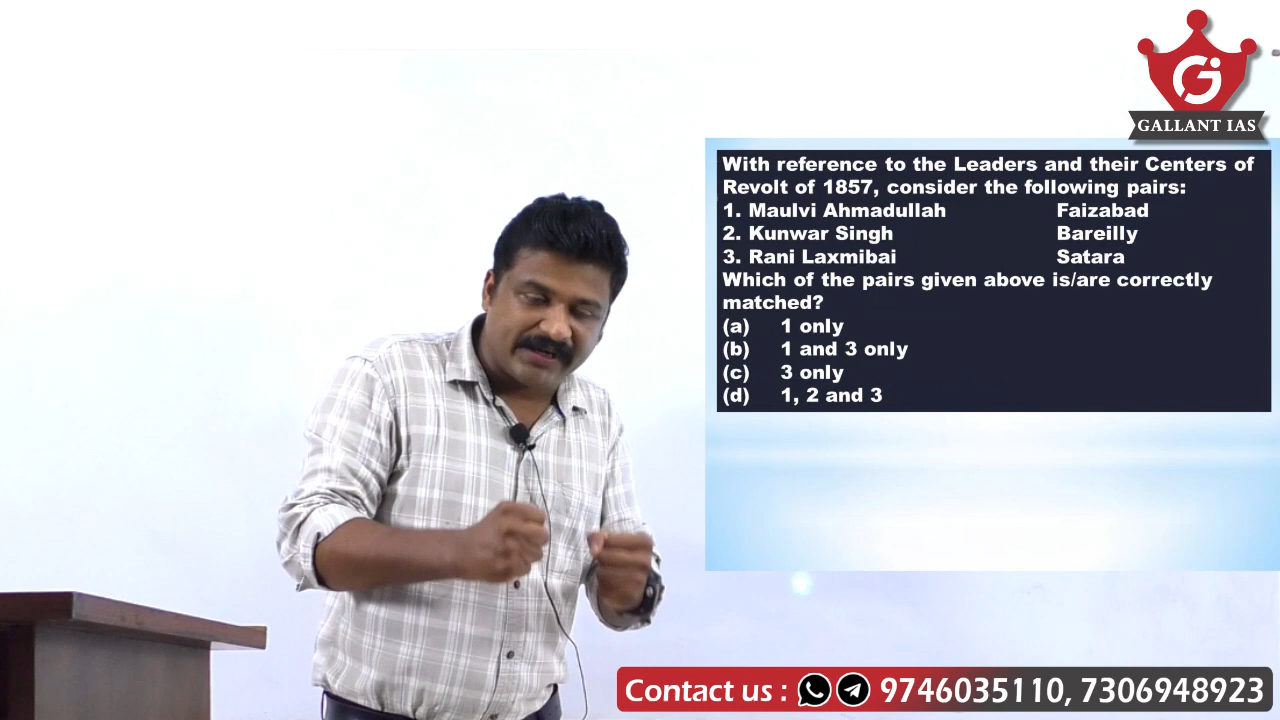 GALLANT IAS
With reference to the Leaders and their Centers of
Revolt of 1857, consider the following pairs:
1. Maulvi Ahmadullah Faizabad
2. Kunwar Singh Bareilly
3. Rani Laxmibai Satara
Which of the pairs given above is/are correctly
matched?
(a) 1 only
(b) 1 and 3 only
(c) 3 only
(d) 1, 2 and 3
Contact us : 9746035110, 7306948923